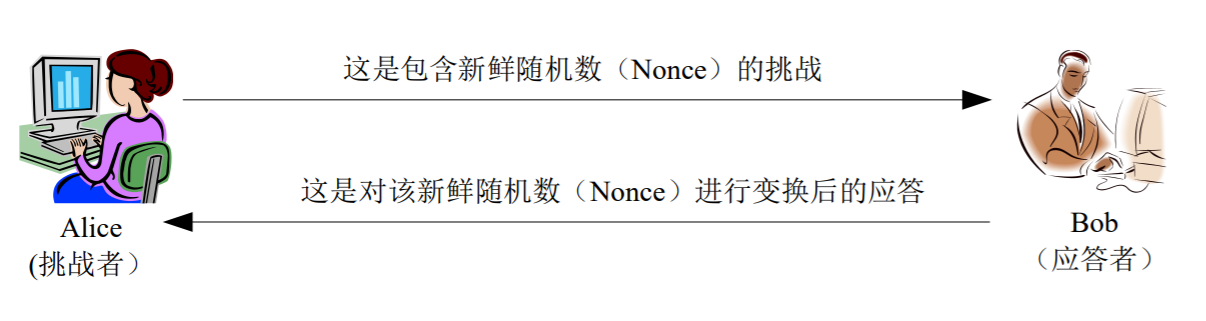 这是包含新鲜随机数（Nonce）的挑战
这是对该新鲜随机数（Nonce）进行变换后的应答
Alice
(挑战者）
Bob
（应答者）